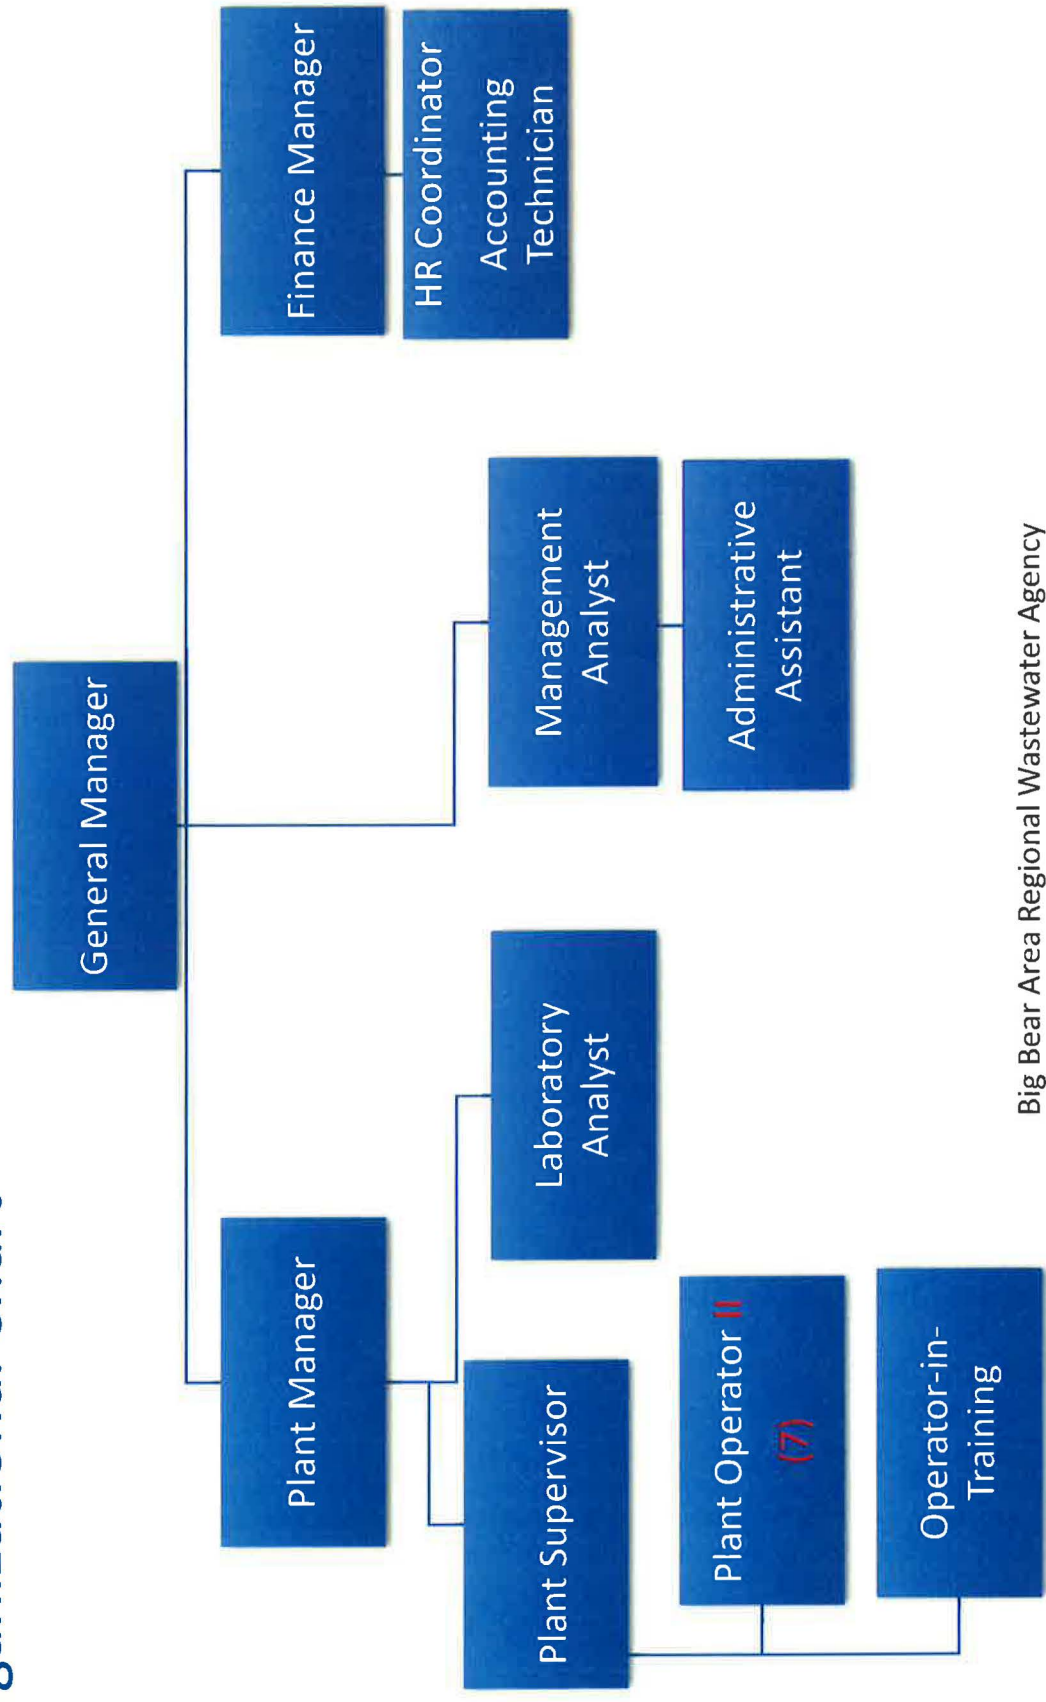 General Manager
Plant Manager
Finance Manager
HR Coordinator
Accounting
Technician
Laboratory
Analyst
Management
Analyst
Administrative
Assistant
Plant Supervisor
Plant Operator II
(7)
Operator-in-
Training
Big Bear Area Regional Wastewater Agency